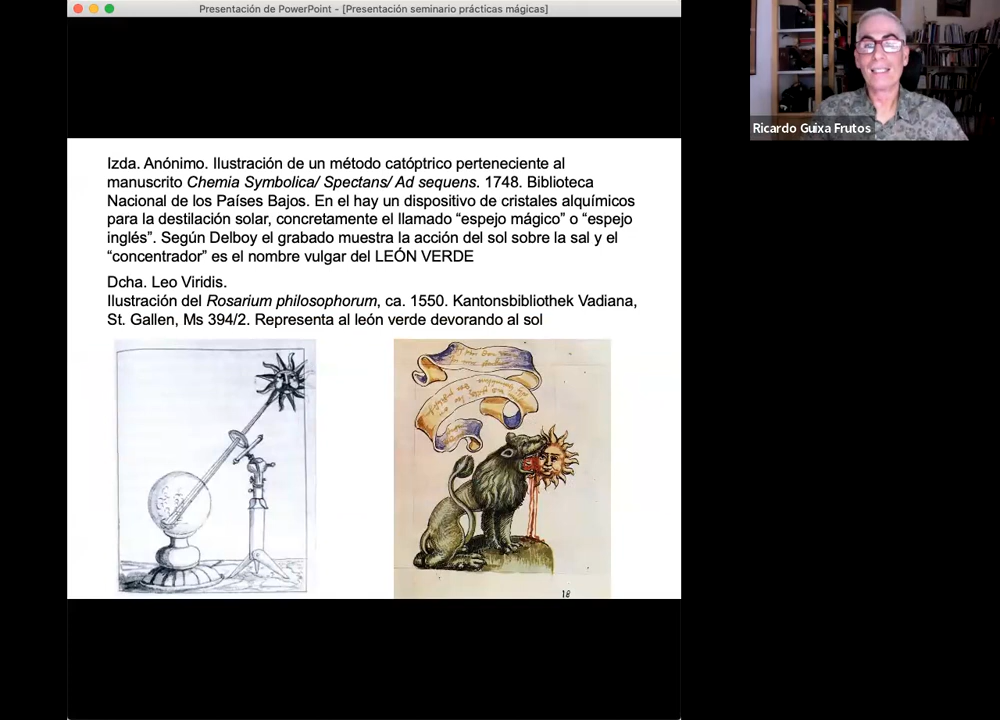 Presentación de PowerPoint - [Presentación seminario prácticas mágicas]
Ricardo Guixa Frutos
Izda. Anónimo. Ilustración de un método catóptrico perteneciente al
manuscrito Chemia Symbolica/ Spectans/ Ad sequens. 1748. Biblioteca
Nacional de los Países Bajos. En el hay un dispositivo de cristales alquímicos
para la destilación solar, concretamente el llamado “espejo mágico” o “espejo
inglés”. Según Delboy el grabado muestra la acción del sol sobre la sal y el
“concentrador” es el nombre vulgar del LEÓN VERDE
Dcha. Leo Viridis.
Ilustración del Rosarium philosophorum, ca. 1550. Kantonsbibliothek Vadiana,
St. Gallen, Ms 394/2. Representa al león verde devorando al sol
18